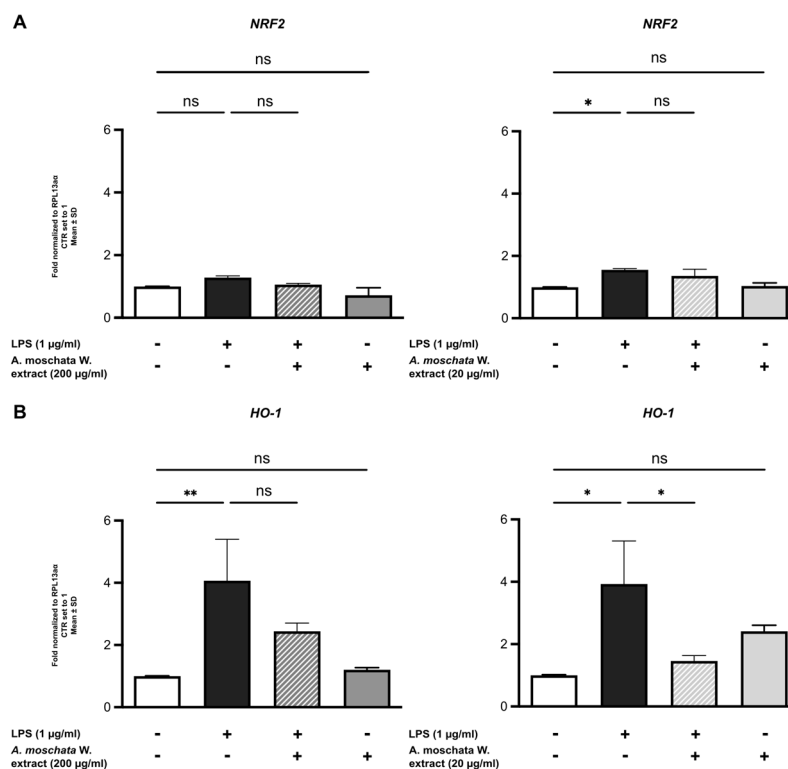 A
NRF2
NRF2
ns
ns
ns
ns
*
ns
Fold normalized to RPL13aα
CTR set to 1
Mean ± SD
6
4
2
0
6
4
2
0
LPS (1 µg/ml) - + + -
A. moschata W.
extract (200 µg/ml) - - + +
LPS (1 µg/ml) - + + -
A. moschata W.
extract (20 µg/ml) - - + +
B
HO-1
HO-1
ns
ns
**
ns
*
*
Fold normalized to RPL13aα
CTR set to 1
Mean ± SD
6
4
2
0
6
4
2
0
LPS (1 µg/ml) - + + -
A. moschata W.
extract (200 µg/ml) - - + +
LPS (1 µg/ml) - + + -
A. moschata W.
extract (20 µg/ml) - - + +